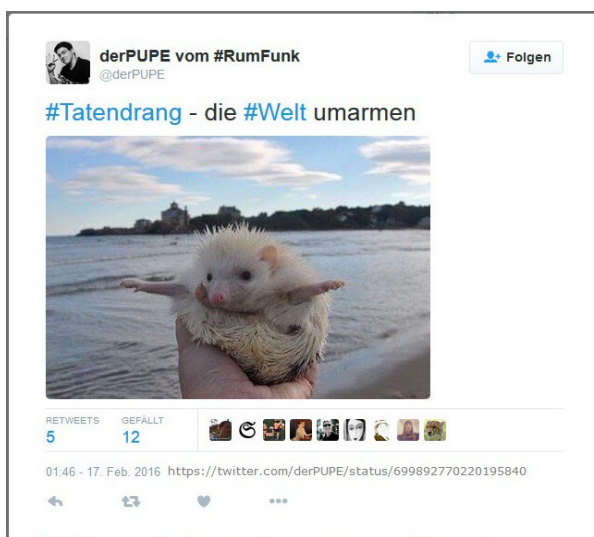 derPUPE vom #RumFunk
@derPUPE
Folgen
#Tatendrang - die #Welt umarmen
RETWEETS GEFÄLLT
5 12
01:46 - 17. Feb. 2016 https://twitter.com/derPUPE/status/699892770220195840